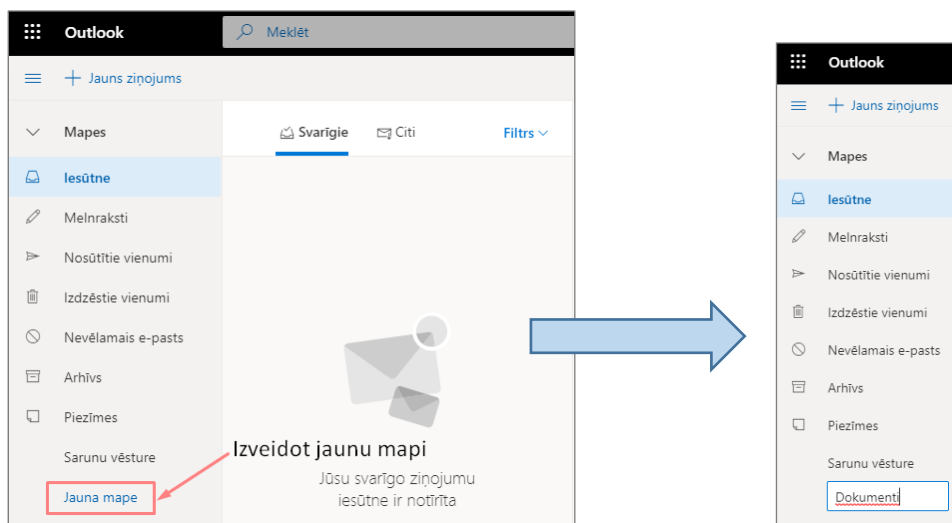 Outlook
Meklēt
Jauns ziņojums
Mapes
Svarīgie
Citi
Filtrs
Iesūtne
Melnraksti
Nosūtītie vienumi
Izdzēstie vienumi
Nevēlamais e-pasts
Arhīvs
Piezīmes
Sarunu vēsture
Jauna mape
Izveidot jaunu mapi
Jūsu svarīgo ziņojumu
iesūtne ir notīrīta
Outlook
Jauns ziņojums
Mapes
Iesūtne
Melnraksti
Nosūtītie vienumi
Izdzēstie vienumi
Nevēlamais e-pasts
Arhīvs
Piezīmes
Sarunu vēsture
Dokumenti